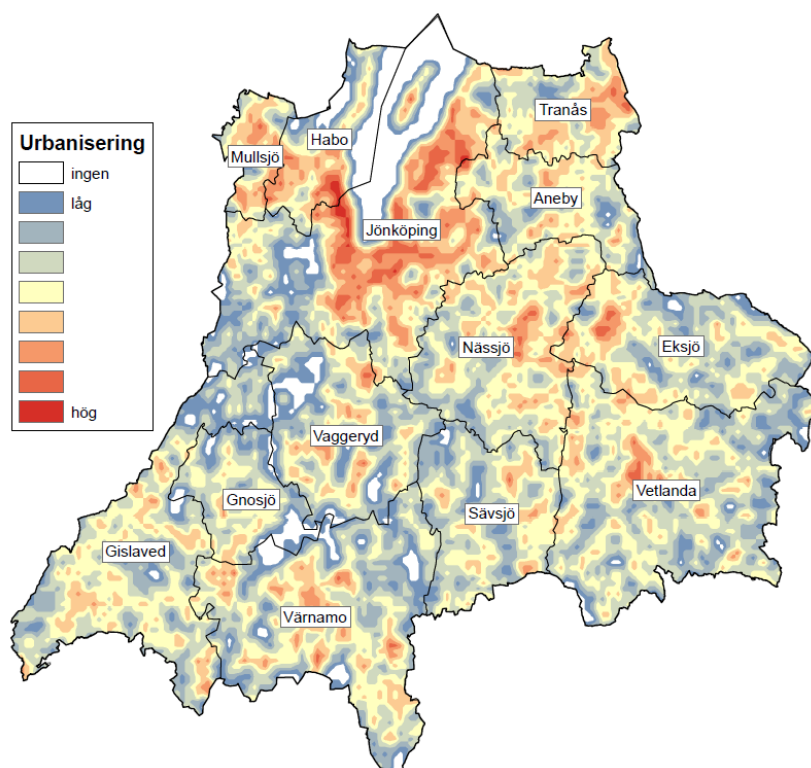 Urbanisering
ingen
låg
hög
Tranås
Habo
Mullsjö
Aneby
Jönköping
Nässjö
Eksjö
Vaggeryd
Vetlanda
Gnosjö
Sävsjö
Gislaved
Värnamo